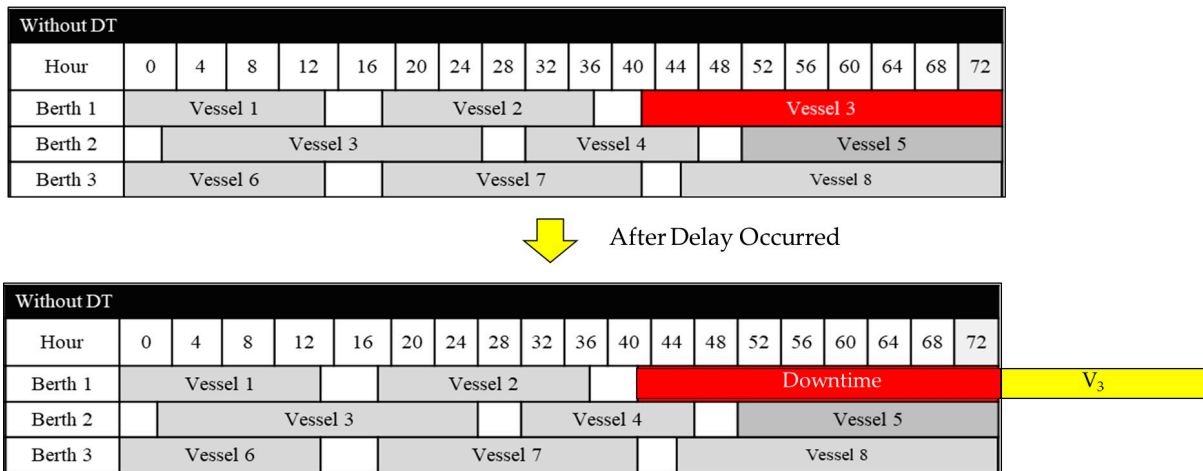 Without DT
Hour 0 4 8 12 16 20 24 28 32 36 40 44 48 52 56 60 64 68 72
Berth 1 Vessel 1 Vessel 2 Vessel 3
Berth 2 Vessel 3 Vessel 4 Vessel 5
Berth 3 Vessel 6 Vessel 7 Vessel 8
After Delay Occurred
Without DT
Hour 0 4 8 12 16 20 24 28 32 36 40 44 48 52 56 60 64 68 72
Berth 1 Vessel 1 Vessel 2 Downtime V₃
Berth 2 Vessel 3 Vessel 4 Vessel 5
Berth 3 Vessel 6 Vessel 7 Vessel 8